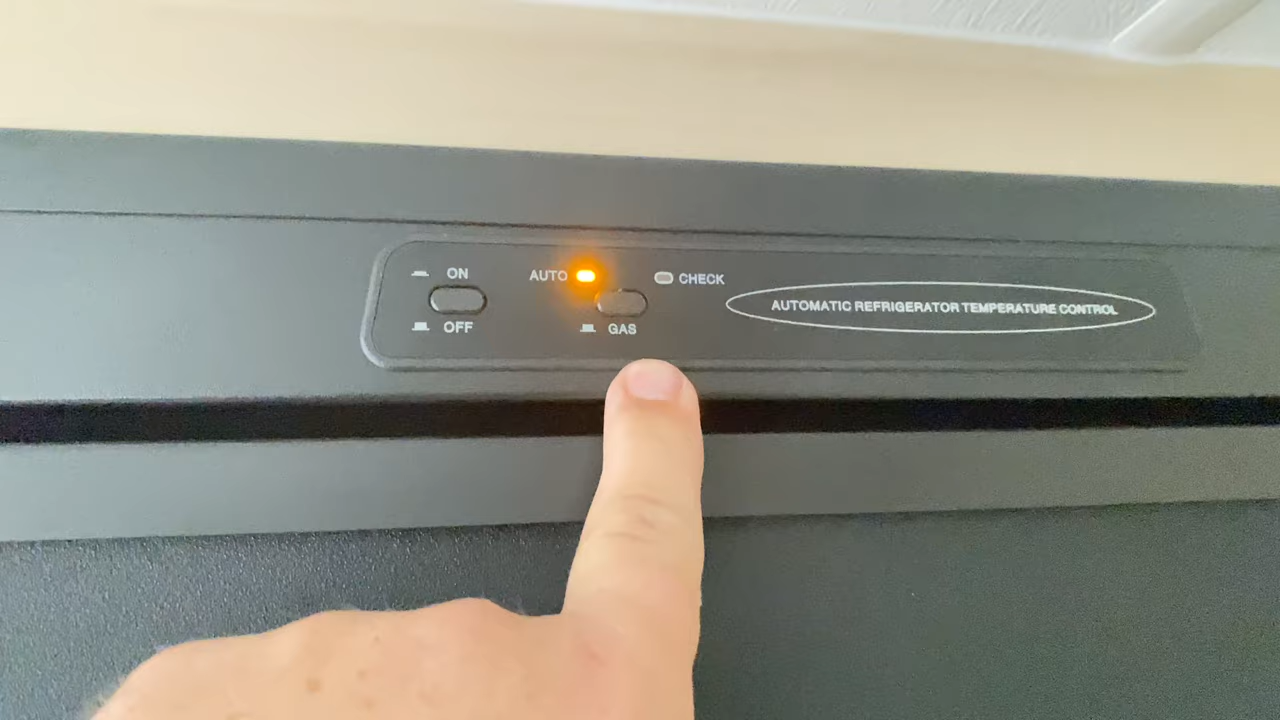 ON
OFF
AUTO
GAS
CHECK
AUTOMATIC REFRIGERATOR TEMPERATURE CONTROL